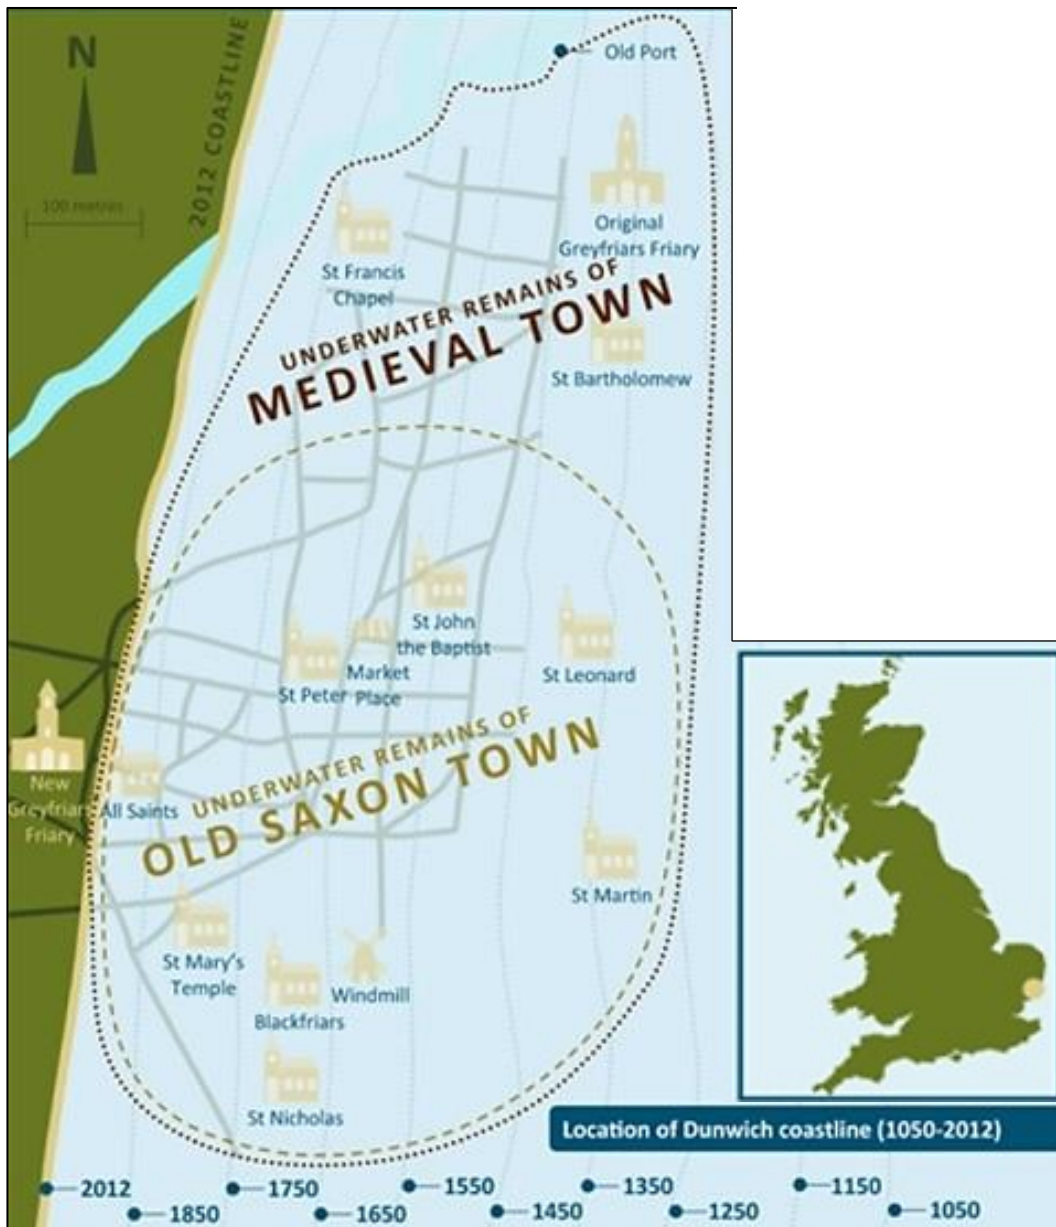 N
2012 COASTLINE
100 metres
Old Port
Original
Greyfriars Friary
St Francis
Chapel
UNDERWATER REMAINS OF
MEDIEVAL TOWN
St Bartholomew
St John
the Baptist
Market
Place
St Peter
St Leonard
New
Greyfriars
Friary
All Saints
UNDERWATER REMAINS OF
OLD SAXON TOWN
St Martin
St Mary's
Temple
Windmill
Blackfriars
St Nicholas
Location of Dunwich coastline (1050-2012)
2012
1750
1550
1350
1150
1850
1650
1450
1250
1050